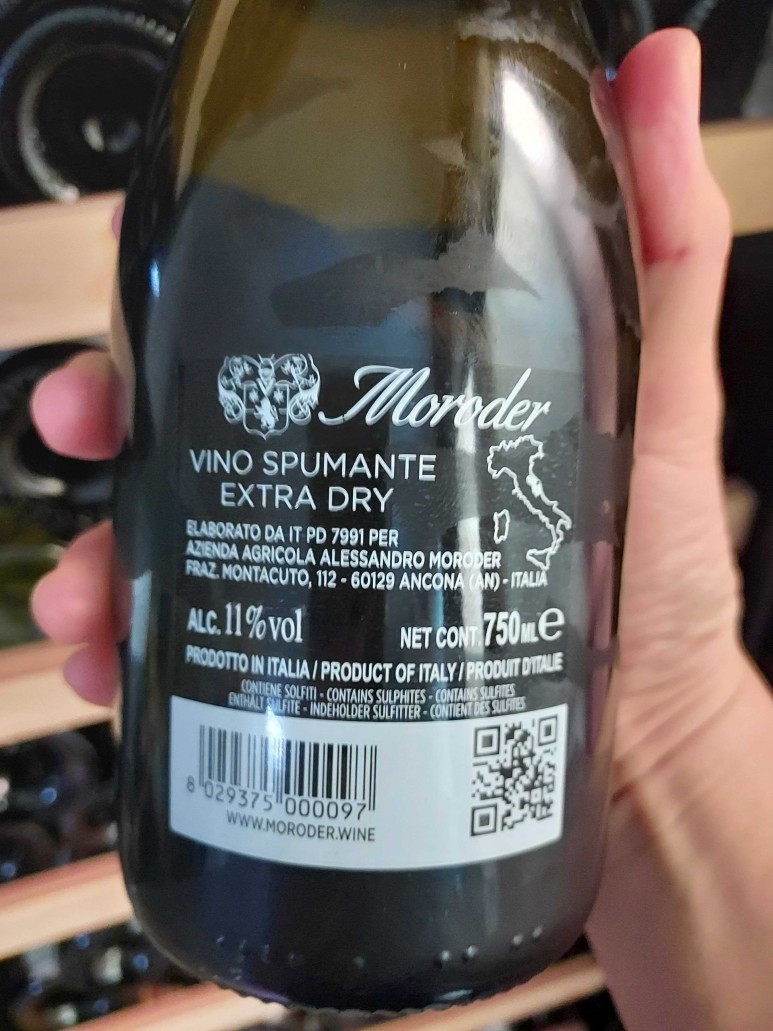 Moroder
VINO SPUMANTE
EXTRA DRY
ELABORATO DA IT PD 7991 PER
AZIENDA AGRICOLA ALESSANDRO MORODER
FRAZ. MONTACUTO, 112 - 60129 ANCONA (AN) - ITALIA
ALC. 11% vol
NET CONT. 750 ML e
PRODOTTO IN ITALIA / PRODUCT OF ITALY / PRODUIT D'ITALIE
CONTIENE SOLFITI - CONTAINS SULPHITES - CONTAINS SULFITES
ENTHÄLT SULFITE - INDEHOLDER SULFITTER - CONTIENT DES SULFITES
8 029375 000097
WWW.MORODER.WINE